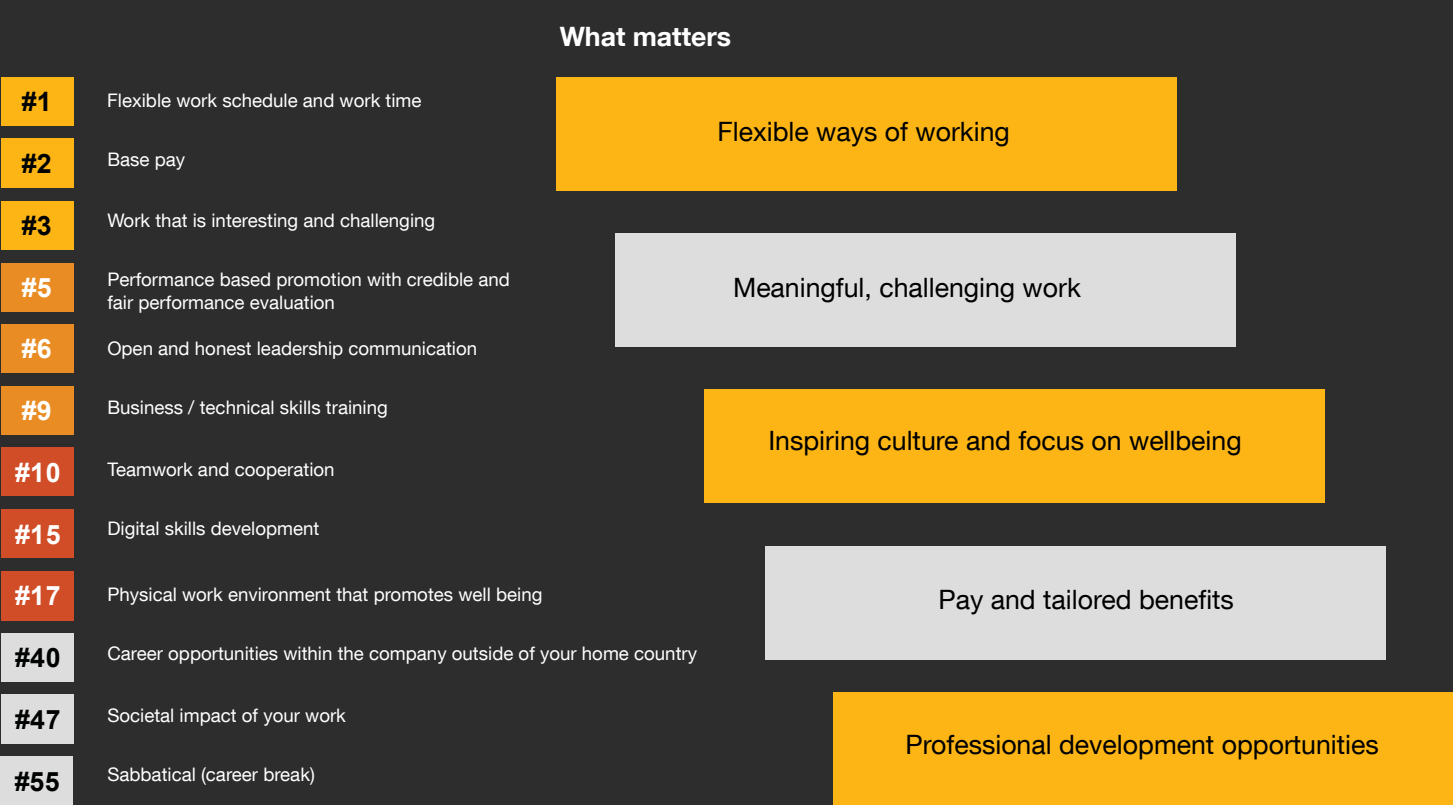 What matters
#1
Flexible work schedule and work time
#2
Base pay
#3
Work that is interesting and challenging
#5
Performance based promotion with credible and
fair performance evaluation
#6
Open and honest leadership communication
#9
Business / technical skills training
#10
Teamwork and cooperation
#15
Digital skills development
#17
Physical work environment that promotes well being
#40
Career opportunities within the company outside of your home country
#47
Societal impact of your work
#55
Sabbatical (career break)
Flexible ways of working
Meaningful, challenging work
Inspiring culture and focus on wellbeing
Pay and tailored benefits
Professional development opportunities